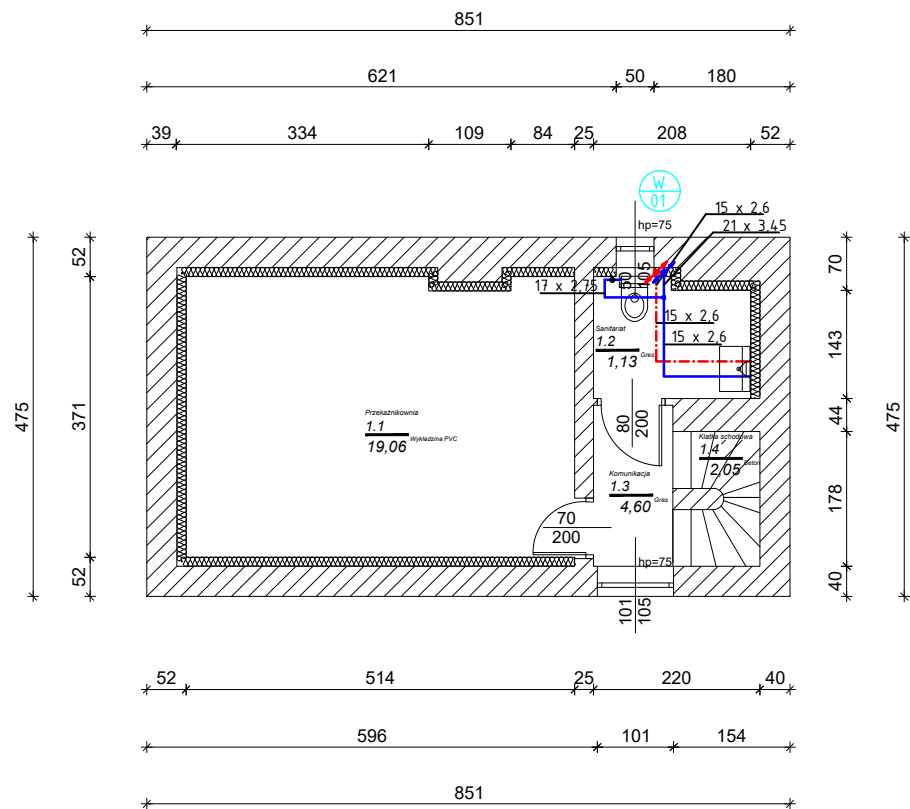 851
621 50 180
39 334 109 84 25 208 52
W
01
15 x 2,6
21 x 3.45
hp=75
52
70
50
105
17 x 2,75
15 x 2,6
15 x 2,6
Sanitariat
1.2 Gres
1,13
143
475
371
475
44
80
200
Przekaźnikownia
1.1 Wykładzina PVC
19,06
Klatka schodowa
1.4 Beton
2,05
Komunikacja
1.3 Gres
4,60
178
70
200
hp=75
52
40
101
105
52 514 25 220 40
596 101 154
851